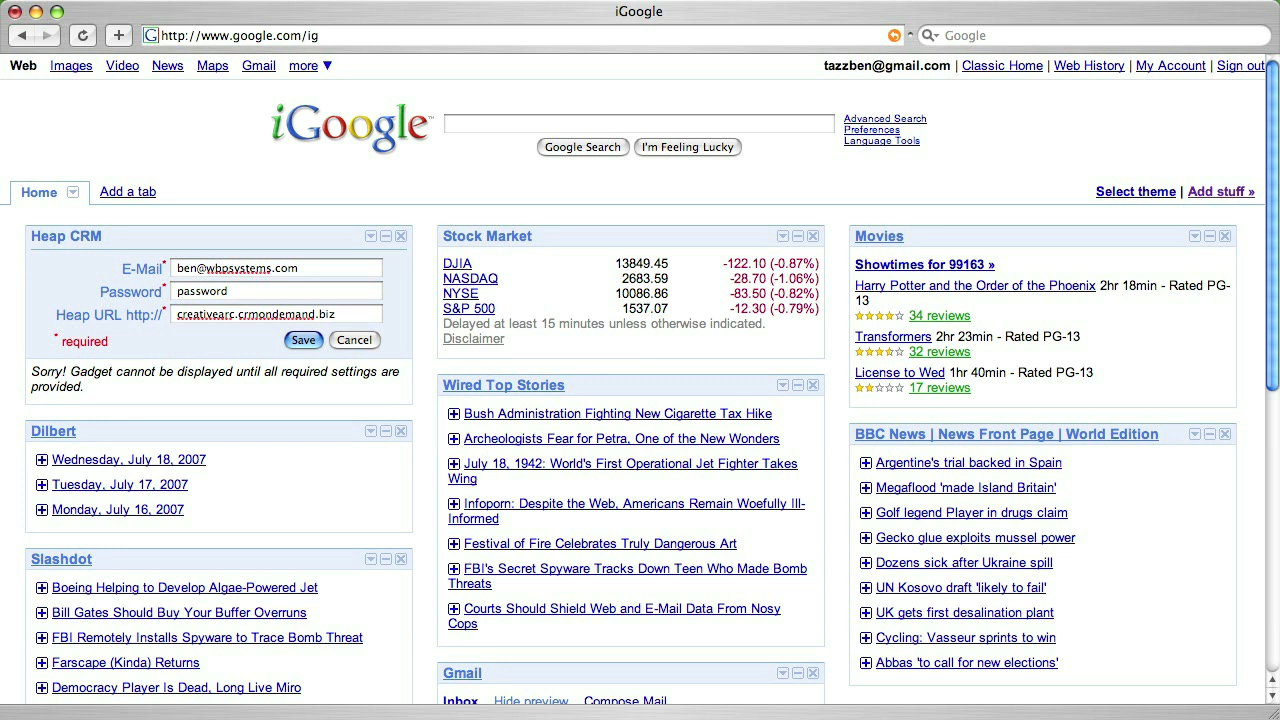 iGoogle
http://www.google.com/ig
Google
Web Images Video News Maps Gmail more ▼
tazzben@gmail.com | Classic Home | Web History | My Account | Sign out
iGoogle™
Advanced Search
Preferences
Language Tools
Google Search I'm Feeling Lucky
Home Add a tab
Select theme | Add stuff »
Heap CRM
E-Mail* ben@wbpsystems.com
Password* password
Heap URL http://* creativearc.crmondemand.biz
* required
Save Cancel
Sorry! Gadget cannot be displayed until all required settings are
provided.
Dilbert
Wednesday, July 18, 2007
Tuesday, July 17, 2007
Monday, July 16, 2007
Slashdot
Boeing Helping to Develop Algae-Powered Jet
Bill Gates Should Buy Your Buffer Overruns
FBI Remotely Installs Spyware to Trace Bomb Threat
Farscape (Kinda) Returns
Democracy Player Is Dead, Long Live Miro
Stock Market
DJIA 13849.45 -122.10 (-0.87%)
NASDAQ 2683.59 -28.70 (-1.06%)
NYSE 10086.86 -83.50 (-0.82%)
S&P 500 1537.07 -12.30 (-0.79%)
Delayed at least 15 minutes unless otherwise indicated.
Disclaimer
Wired Top Stories
Bush Administration Fighting New Cigarette Tax Hike
Archeologists Fear for Petra, One of the New Wonders
July 18, 1942: World's First Operational Jet Fighter Takes
Wing
Infoporn: Despite the Web, Americans Remain Woefully Ill-
Informed
Festival of Fire Celebrates Truly Dangerous Art
FBI's Secret Spyware Tracks Down Teen Who Made Bomb
Threats
Courts Should Shield Web and E-Mail Data From Nosy
Cops
Gmail
Inbox Hide preview Compose Mail
Movies
Showtimes for 99163 »
Harry Potter and the Order of the Phoenix 2hr 18min - Rated PG-
13
34 reviews
Transformers 2hr 23min - Rated PG-13
32 reviews
License to Wed 1hr 40min - Rated PG-13
17 reviews
BBC News | News Front Page | World Edition
Argentine's trial backed in Spain
Megaflood 'made Island Britain'
Golf legend Player in drugs claim
Gecko glue exploits mussel power
Dozens sick after Ukraine spill
UN Kosovo draft 'likely to fail'
UK gets first desalination plant
Cycling: Vasseur sprints to win
Abbas 'to call for new elections'